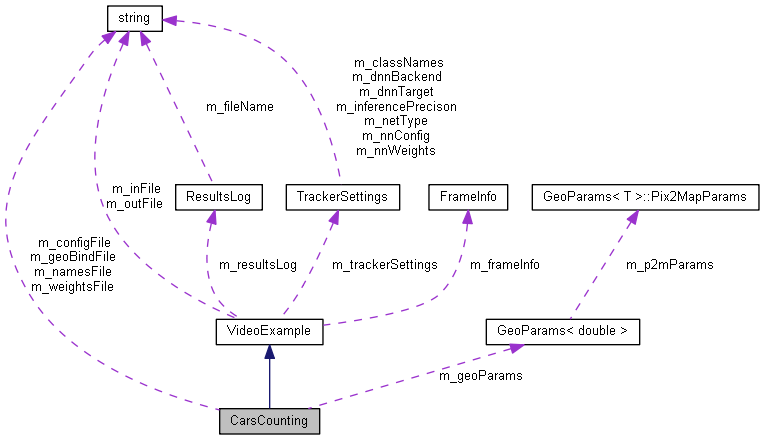 string
m_classNames
m_dnnBackend
m_dnnTarget
m_inferencePrecison
m_netType
m_nnConfig
m_nnWeights
m_fileName
m_inFile
m_outFile
ResultsLog
TrackerSettings
FrameInfo
GeoParams< T >::Pix2MapParams
m_configFile
m_geoBindFile
m_namesFile
m_weightsFile
m_resultsLog
m_trackerSettings
m_frameInfo
m_p2mParams
VideoExample
GeoParams< double >
m_geoParams
CarsCounting